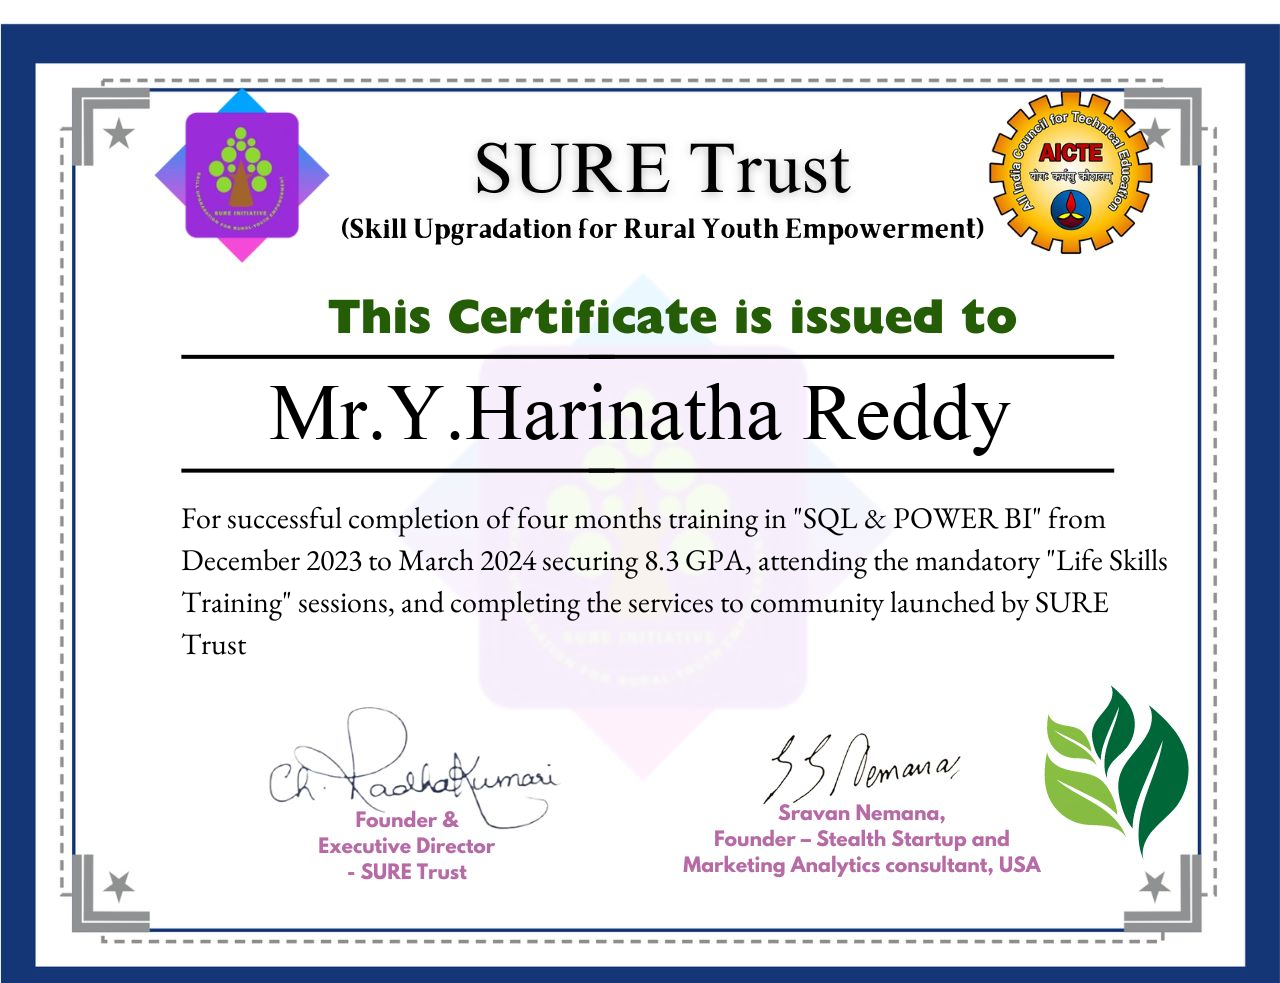 SURE Trust
(Skill Upgradation for Rural Youth Empowerment)
SURE INITIATIVE
SKILL UPGRADATION FOR RURAL-YOUTH EMPOWERMENT
All India Council for Technical Education
AICTE
योगः कर्मसु कौशलम्
This Certificate is issued to
Mr.Y.Harinatha Reddy
For successful completion of four months training in "SQL & POWER BI" from
December 2023 to March 2024 securing 8.3 GPA, attending the mandatory "Life Skills
Training" sessions, and completing the services to community launched by SURE
Trust
SURE INITIATIVE
Ch. RadhaKumari
Founder &
Executive Director
- SURE Trust
S S Nemana
Sravan Nemana,
Founder – Stealth Startup and
Marketing Analytics consultant, USA